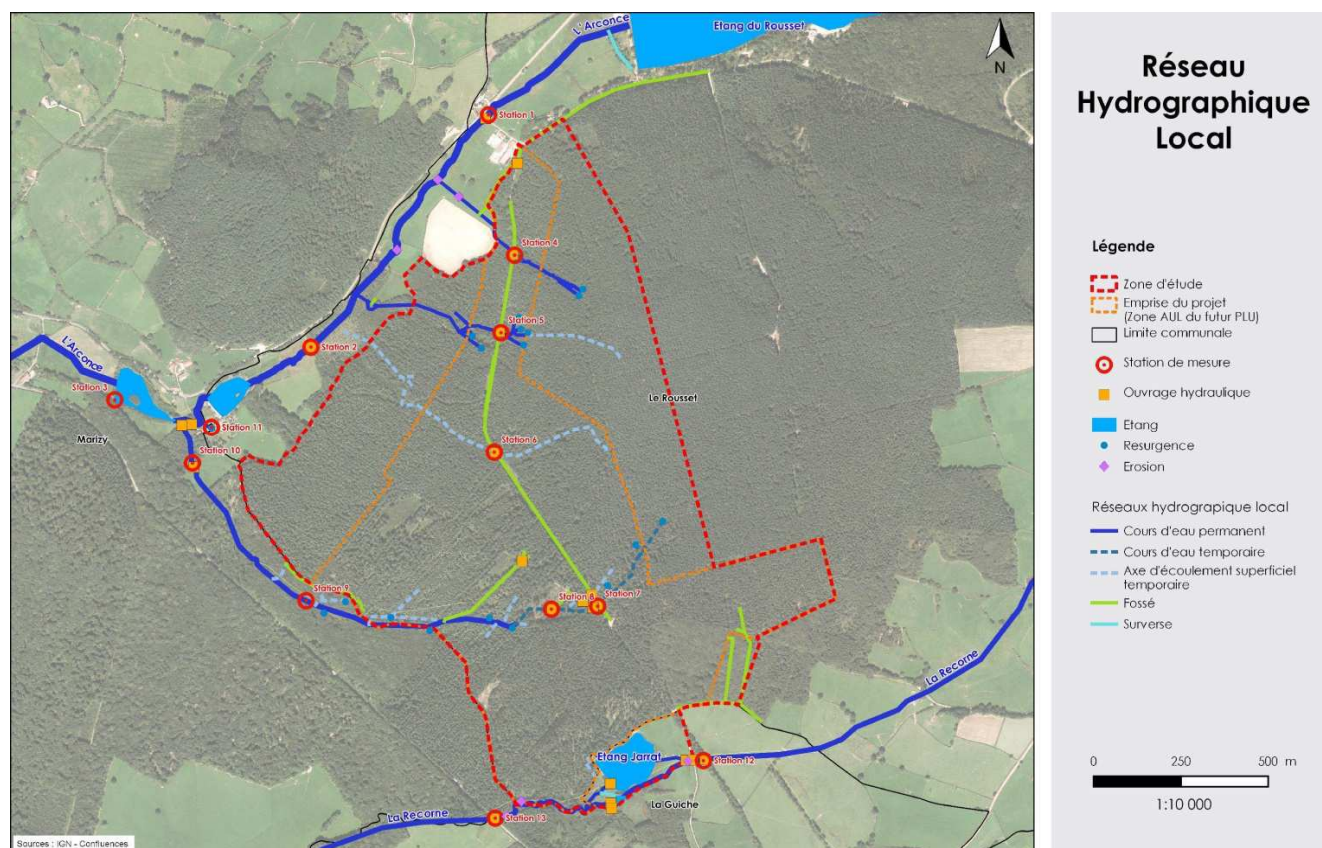 L'Arconce
Etang du Rousset
N
Station 1
Station 4
Station 5
Station 2
L'Arconce
Station 3
Le Rousset
Station 11
Marizy
Station 6
Station 10
Station 9
Station 8
Station 7
La Recorne
Etang Jarrat
Station 12
La Guiche
La Recorne
Station 13
Sources : IGN - Confluences
Réseau
Hydrographique
Local
Légende
Zone d'étude
Emprise du projet
(Zone AUL du futur PLU)
Limite communale
Station de mesure
Ouvrage hydraulique
Etang
Resurgence
Erosion
Réseaux hydrograpique local
Cours d'eau permanent
Cours d'eau temporaire
Axe d'écoulement superficiel
temporaire
Fossé
Surverse
0 250 500 m
1:10 000